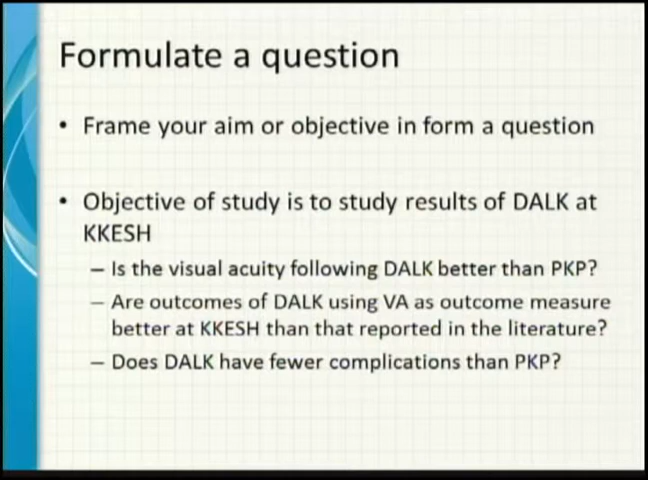 Formulate a question
• Frame your aim or objective in form a question
• Objective of study is to study results of DALK at
KKESH
– Is the visual acuity following DALK better than PKP?
– Are outcomes of DALK using VA as outcome measure
better at KKESH than that reported in the literature?
– Does DALK have fewer complications than PKP?